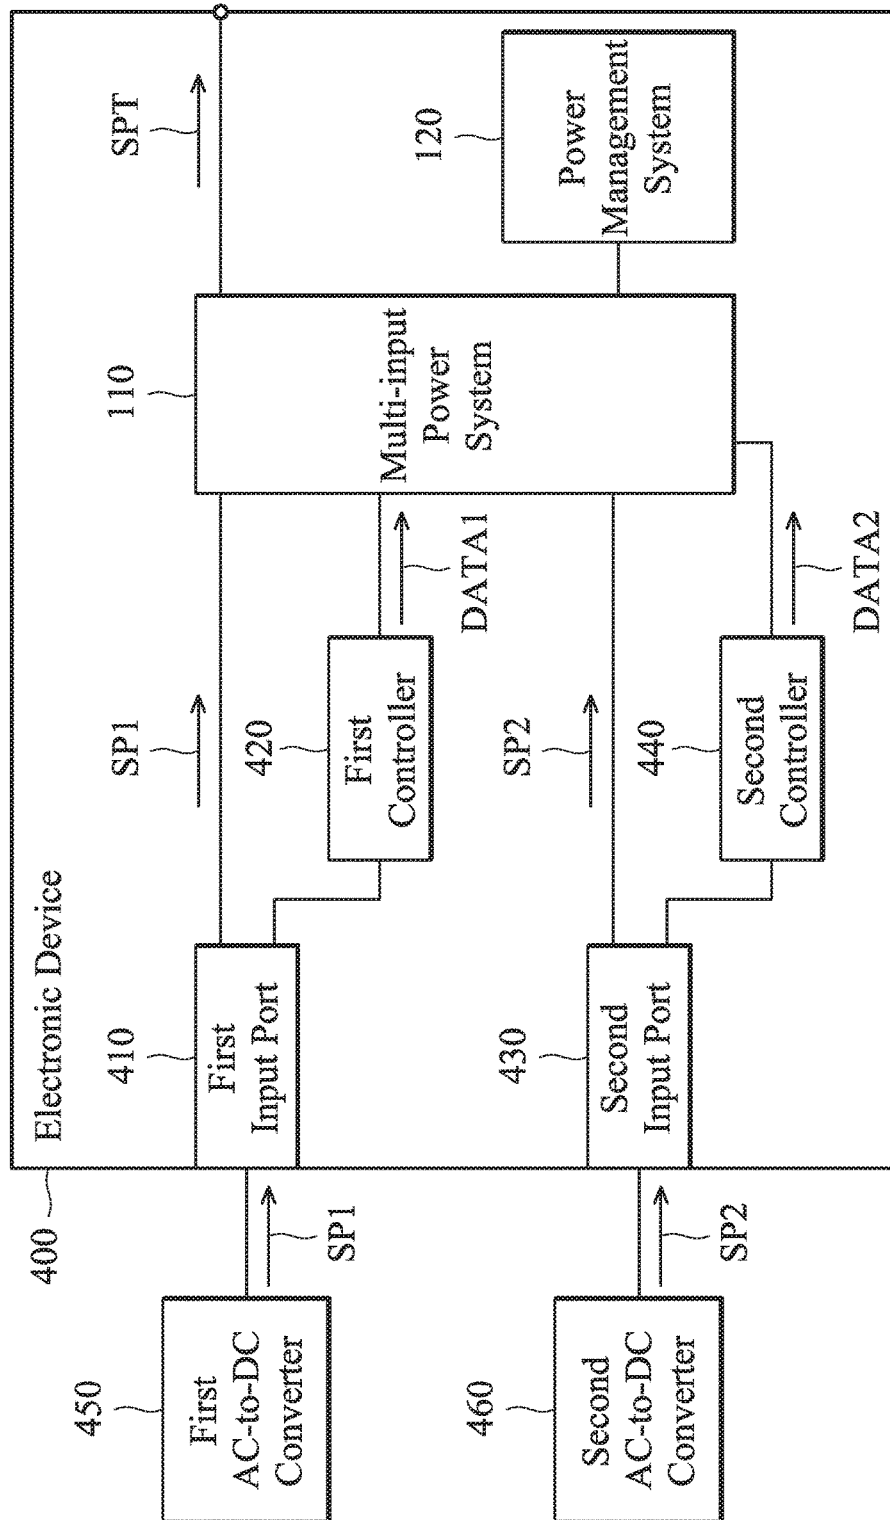 400
Electronic Device
450
First
AC-to-DC
Converter
SP1
410
First
Input Port
SP1
420
First
Controller
DATA1
110
Multi-input
Power
System
SPT
120
Power
Management
System
460
Second
AC-to-DC
Converter
SP2
430
Second
Input Port
SP2
440
Second
Controller
DATA2